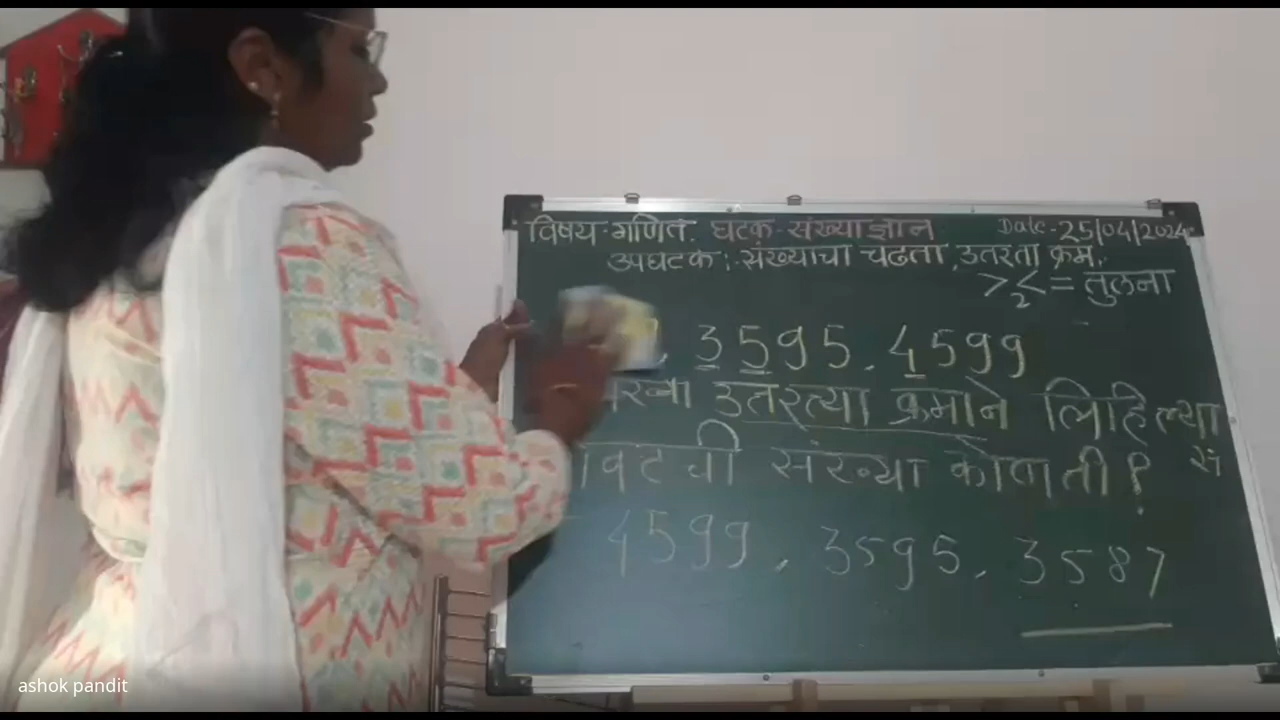 विषय-गणित. घटक-संख्याज्ञान Date-25/04/2024
उपघटक:-संख्याचा चढता, उतरता क्रम.
> < = तुलना
2
, 3595, 4599
उतरत्या क्रमाने लिहिल्या
संख्या कोणती? सं
4599, 3595, 3587
ashok pandit